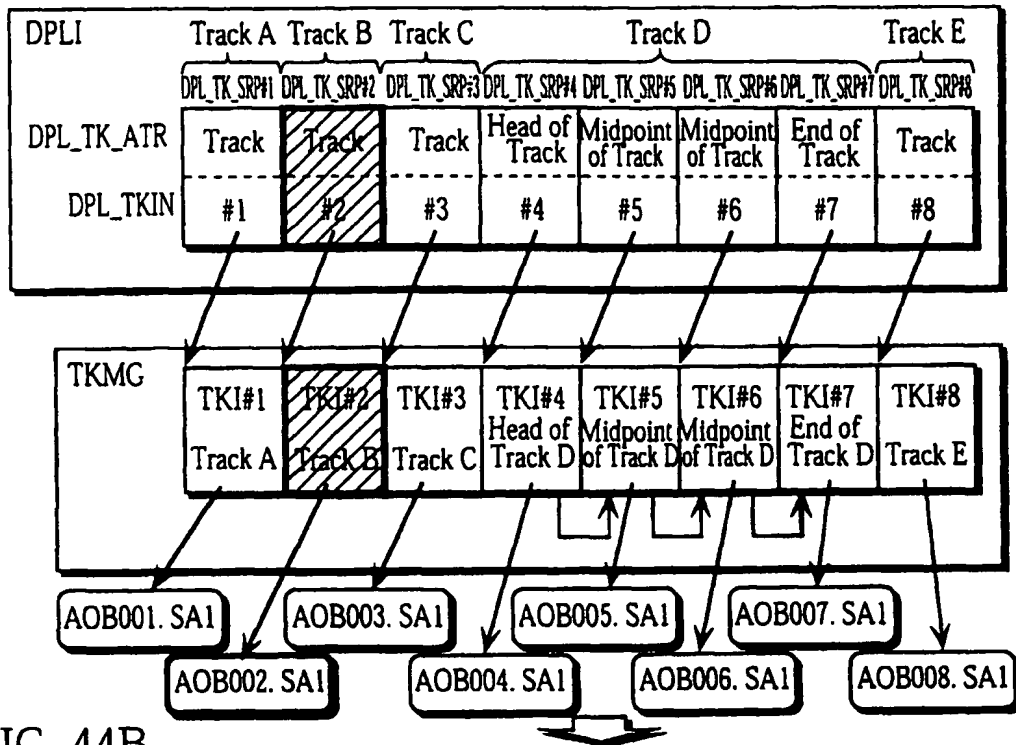 DPLI
Track A Track B Track C Track D Track E
DPL_TK_SRP#1 DPL_TK_SRP#2 DPL_TK_SRP#3 DPL_TK_SRP#4 DPL_TK_SRP#5 DPL_TK_SRP#6 DPL_TK_SRP#7 DPL_TK_SRP#8
DPL_TK_ATR Track Track Track Head of Track Midpoint of Track Midpoint of Track End of Track Track
DPL_TKIN #1 #2 #3 #4 #5 #6 #7 #8
TKMG
TKI#1 TKI#2 TKI#3 TKI#4 TKI#5 TKI#6 TKI#7 TKI#8
Head of Midpoint Midpoint End of
Track A Track B Track C Track D of Track D of Track D Track D Track E
AOB001. SA1 AOB003. SA1 AOB005. SA1 AOB007. SA1
AOB002. SA1 AOB004. SA1 AOB006. SA1 AOB008. SA1
44B